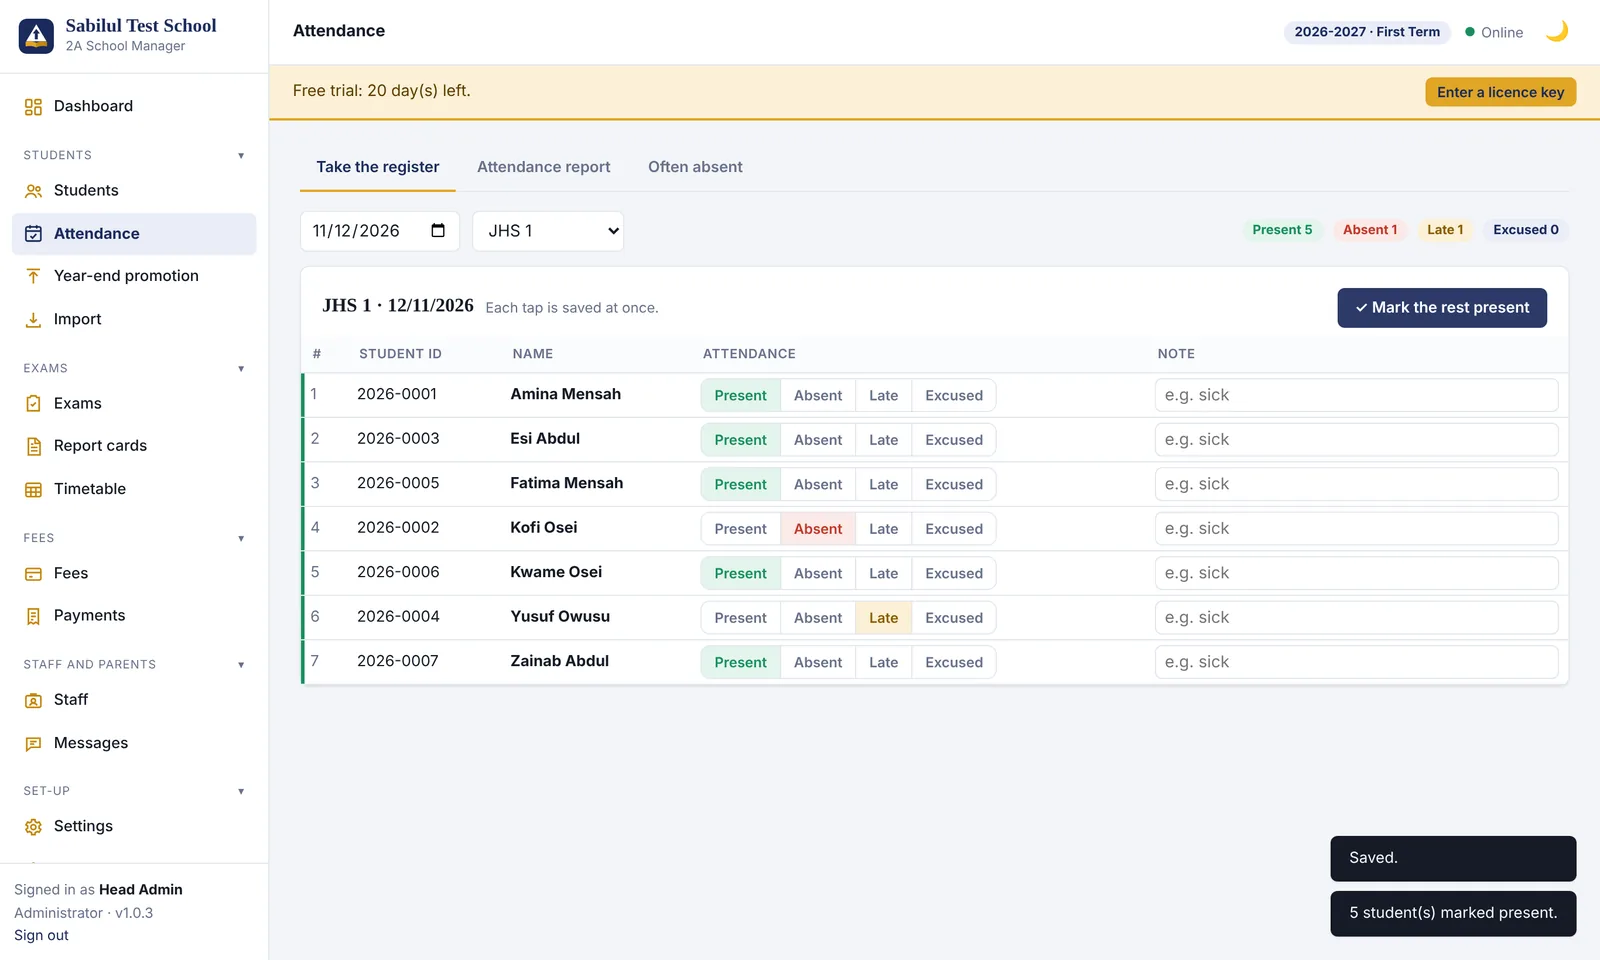 Sabilul Test School
2A School Manager
Dashboard
STUDENTS
Students
Attendance
Year-end promotion
Import
EXAMS
Exams
Report cards
Timetable
FEES
Fees
Payments
STAFF AND PARENTS
Staff
Messages
SET-UP
Settings
Signed in as Head Admin
Administrator · v1.0.3
Sign out
Attendance
2026-2027 · First Term
Online
Free trial: 20 day(s) left.
Enter a licence key
Take the register Attendance report Often absent
11/12/2026 JHS 1
Present 5 Absent 1 Late 1 Excused 0
JHS 1 · 12/11/2026 Each tap is saved at once.
✓ Mark the rest present
# STUDENT ID NAME ATTENDANCE NOTE
1 2026-0001 Amina Mensah Present Absent Late Excused e.g. sick
2 2026-0003 Esi Abdul Present Absent Late Excused e.g. sick
3 2026-0005 Fatima Mensah Present Absent Late Excused e.g. sick
4 2026-0002 Kofi Osei Present Absent Late Excused e.g. sick
5 2026-0006 Kwame Osei Present Absent Late Excused e.g. sick
6 2026-0004 Yusuf Owusu Present Absent Late Excused e.g. sick
7 2026-0007 Zainab Abdul Present Absent Late Excused e.g. sick
Saved.
5 student(s) marked present.